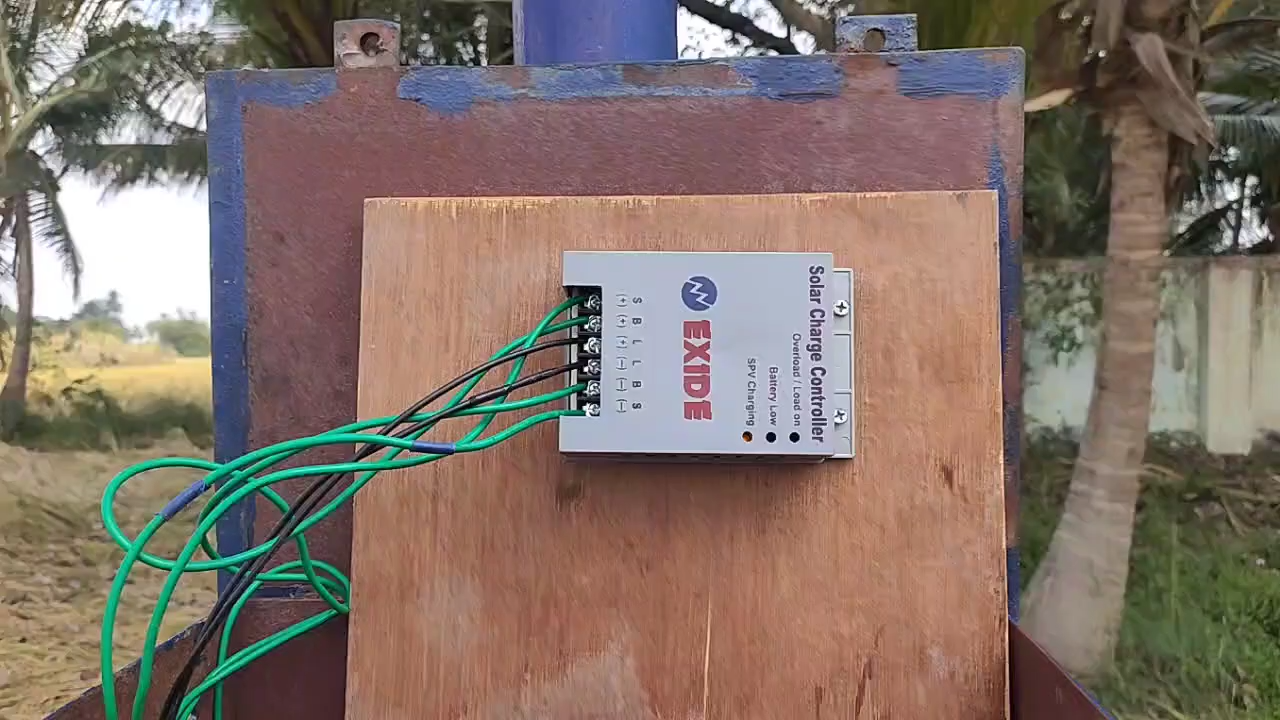 Solar Charge Controller
Overload / Load on
Battery Low
SPV Charging
EXIDE
S B L L B S
(+) (+) (+) (-) (-) (-)